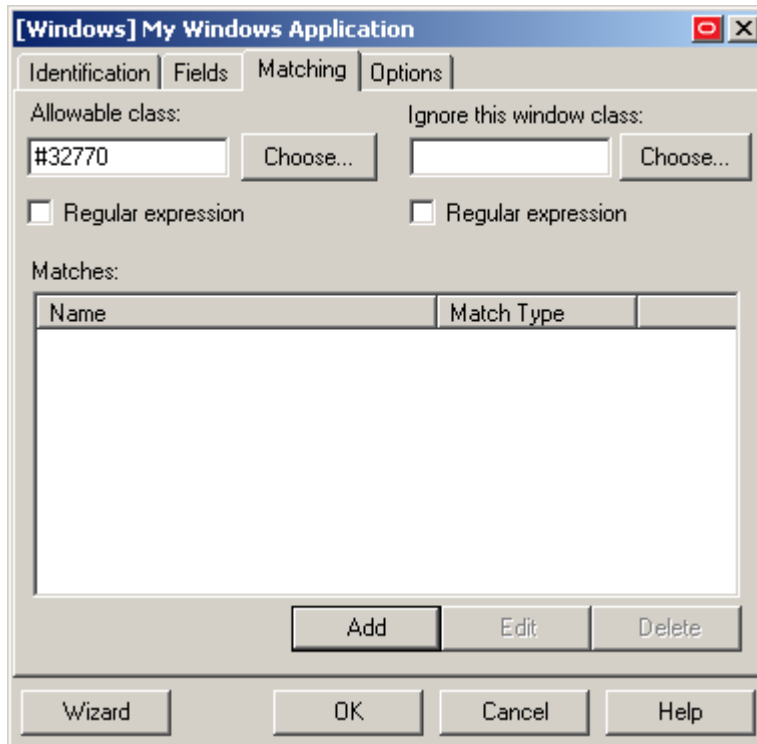 [Windows] My Windows Application
Identification Fields Matching Options
Allowable class: Ignore this window class:
#32770 Choose... Choose...
Regular expression Regular expression
Matches:
Name Match Type
Add Edit Delete
Wizard OK Cancel Help